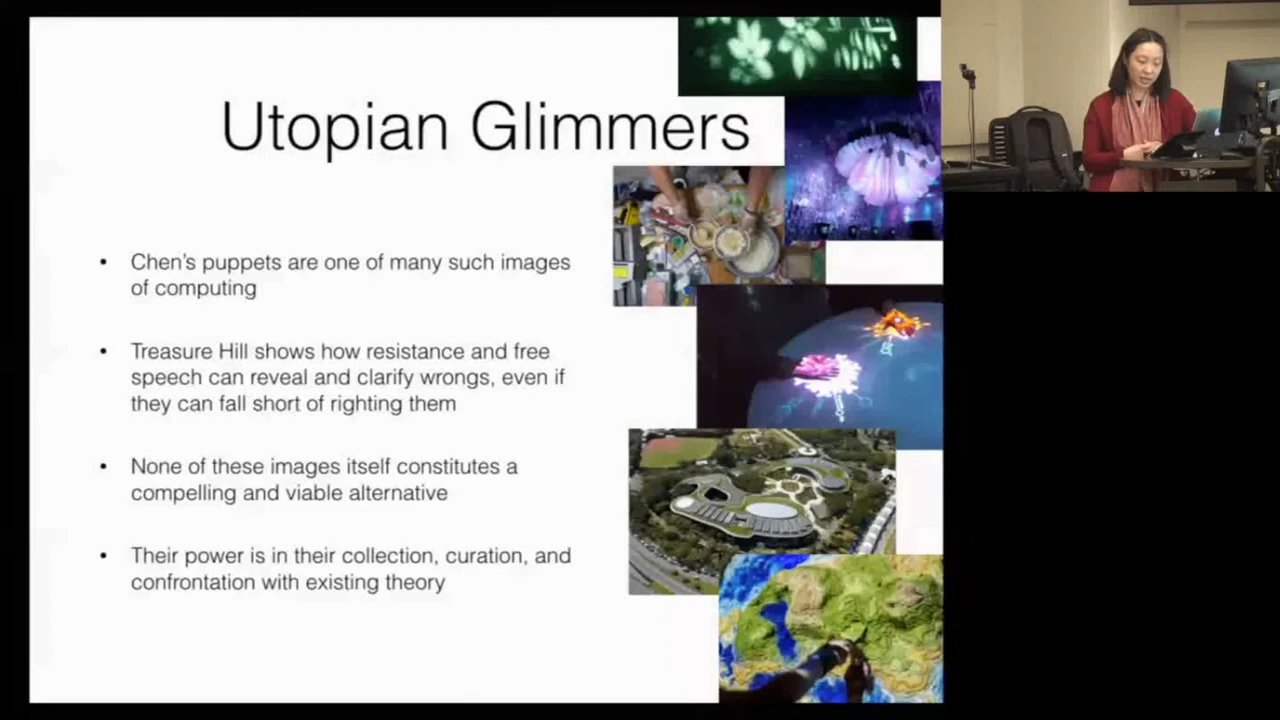 Utopian Glimmers
• Chen's puppets are one of many such images
of computing
• Treasure Hill shows how resistance and free
speech can reveal and clarify wrongs, even if
they can fall short of righting them
• None of these images itself constitutes a
compelling and viable alternative
• Their power is in their collection, curation, and
confrontation with existing theory